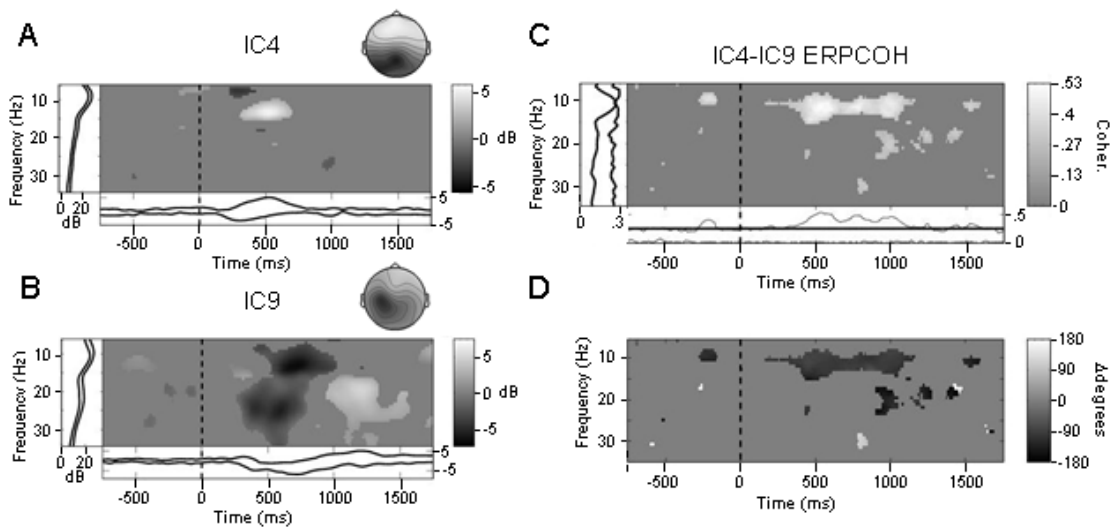 A
IC4
Frequency (Hz)
10
20
30
0 20
dB
5
0
-5
dB
5
-5
-500 0 500 1000 1500
Time (ms)
B
IC9
Frequency (Hz)
10
20
30
0 20
dB
5
0
-5
dB
5
-5
-500 0 500 1000 1500
Time (ms)
C
IC4-IC9 ERPCOH
Frequency (Hz)
10
20
30
0 .3
.53
.4
.27
.13
0
Coher.
.5
0
-500 0 500 1000 1500
Time (ms)
D
Frequency (Hz)
10
20
30
180
90
0
-90
-180
Δdegrees
-500 0 500 1000 1500
Time (ms)